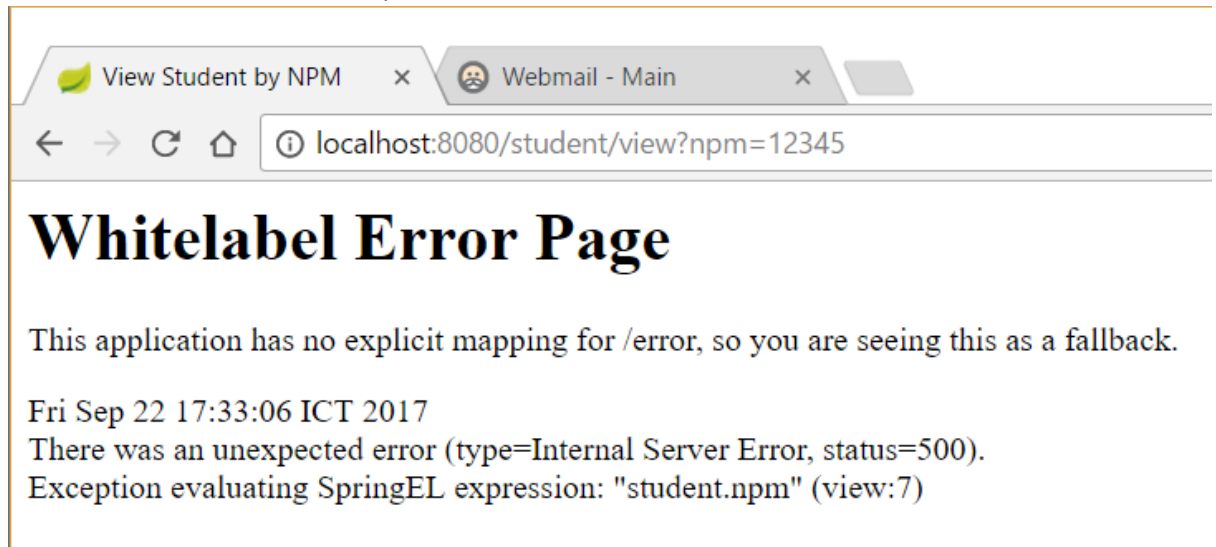 View Student by NPM
Webmail - Main
localhost:8080/student/view?npm=12345
Whitelabel Error Page
This application has no explicit mapping for /error, so you are seeing this as a fallback.
Fri Sep 22 17:33:06 ICT 2017
There was an unexpected error (type=Internal Server Error, status=500).
Exception evaluating SpringEL expression: "student.npm" (view:7)